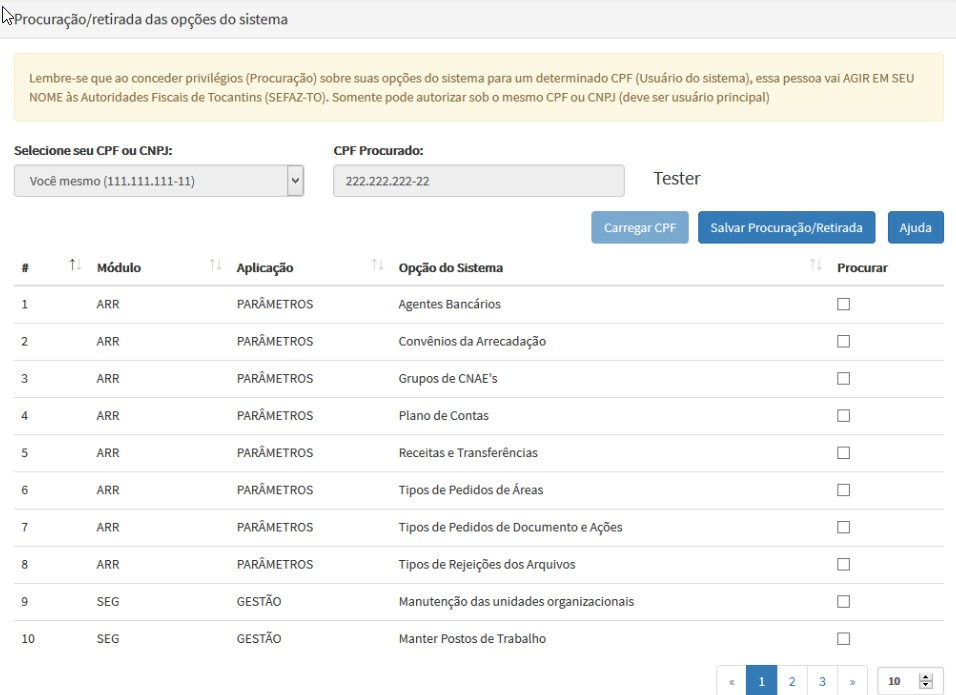 Procuração/retirada das opções do sistema
Lembre-se que ao conceder privilégios (Procuração) sobre suas opções do sistema para um determinado CPF (Usuário do sistema), essa pessoa vai AGIR EM SEU
NOME às Autoridades Fiscais de Tocantins (SEFAZ-TO). Somente pode autorizar sob o mesmo CPF ou CNPJ (deve ser usuário principal)
Selecione seu CPF ou CNPJ: CPF Procurado:
Você mesmo (111.111.111-11) 222.222.222-22 Tester
Carregar CPF Salvar Procuração/Retirada Ajuda
# Módulo Aplicação Opção do Sistema Procurar
1 ARR PARÂMETROS Agentes Bancários
2 ARR PARÂMETROS Convênios da Arrecadação
3 ARR PARÂMETROS Grupos de CNAE's
4 ARR PARÂMETROS Plano de Contas
5 ARR PARÂMETROS Receitas e Transferências
6 ARR PARÂMETROS Tipos de Pedidos de Áreas
7 ARR PARÂMETROS Tipos de Pedidos de Documento e Ações
8 ARR PARÂMETROS Tipos de Rejeições dos Arquivos
9 SEG GESTÃO Manutenção das unidades organizacionais
10 SEG GESTÃO Manter Postos de Trabalho
« 1 2 3 » 10